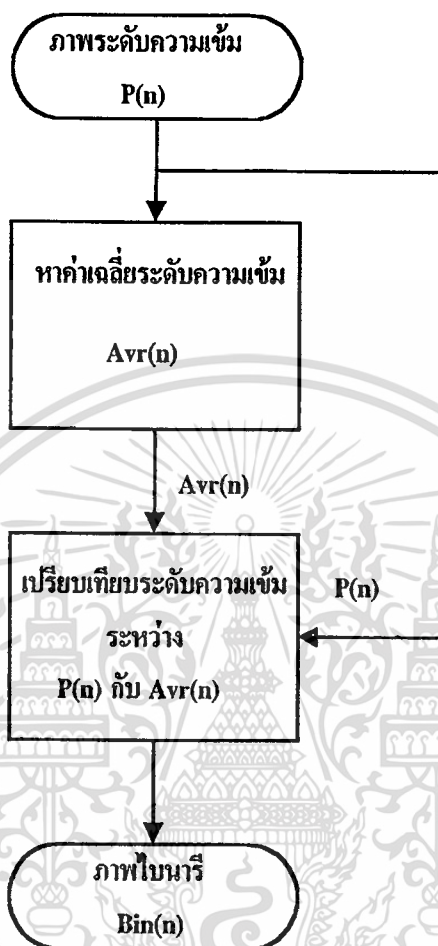 ภาพระดับความเข้ม
P(n)
หาค่าเฉลี่ยระดับความเข้ม
Avr(n)
Avr(n)
เปรียบเทียบระดับความเข้ม
ระหว่าง
P(n) กับ Avr(n)
P(n)
ภาพไบนารี
Bin(n)